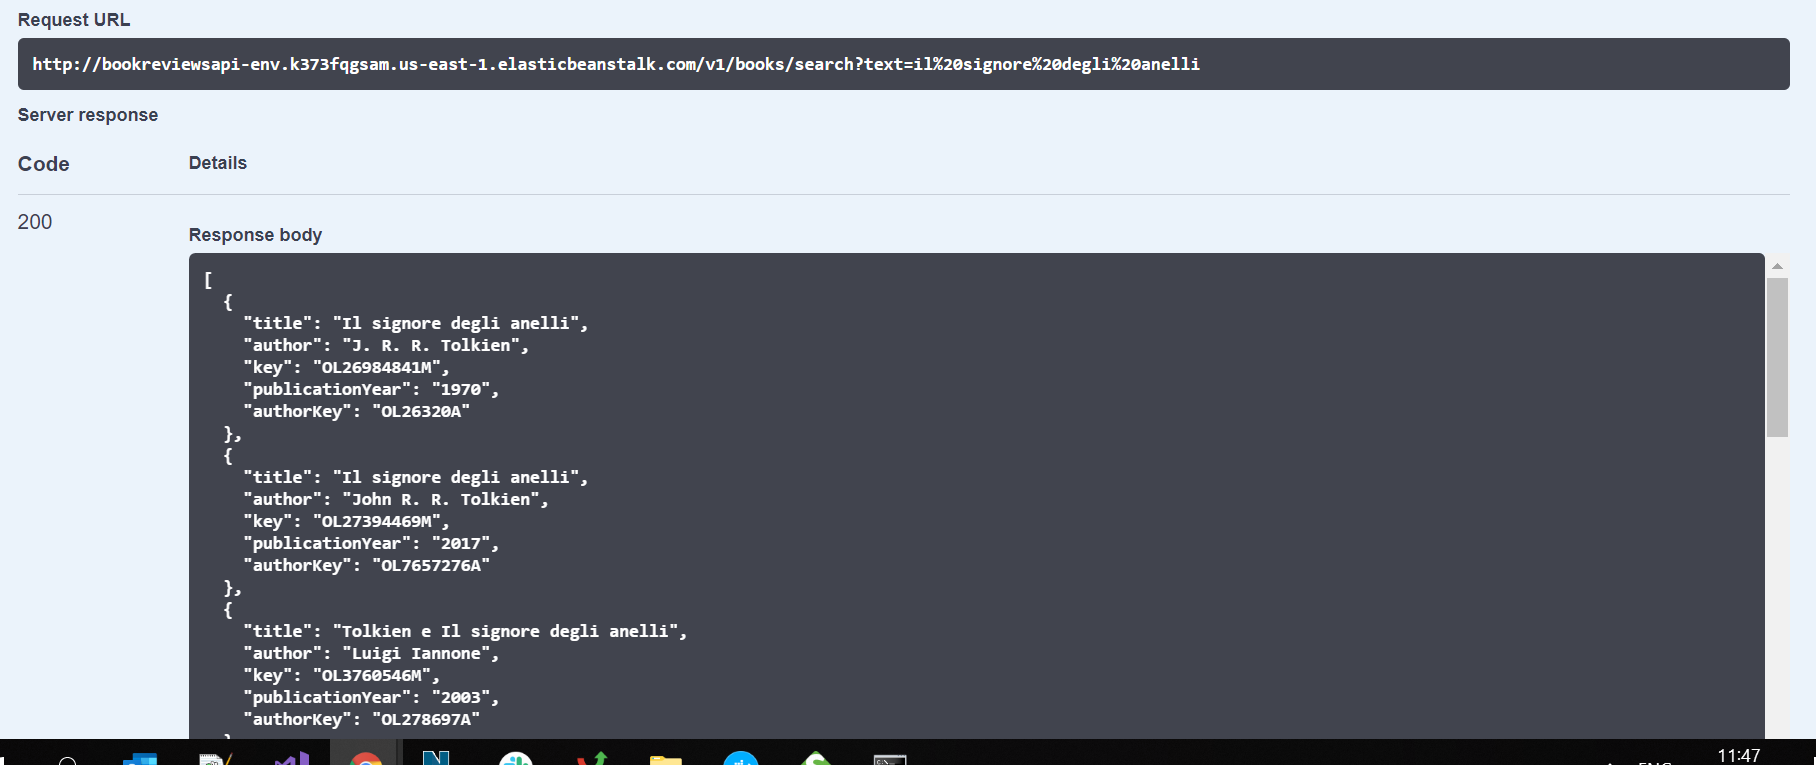 Request URL
http://bookreviewsapi-env.k373fqgsam.us-east-1.elasticbeanstalk.com/v1/books/search?text=il%20signore%20degli%20anelli
Server response
Code Details
200
Response body
[
{
"title": "Il signore degli anelli",
"author": "J. R. R. Tolkien",
"key": "OL26984841M",
"publicationYear": "1970",
"authorKey": "OL26320A"
},
{
"title": "Il signore degli anelli",
"author": "John R. R. Tolkien",
"key": "OL27394469M",
"publicationYear": "2017",
"authorKey": "OL7657276A"
},
{
"title": "Tolkien e Il signore degli anelli",
"author": "Luigi Iannone",
"key": "OL3760546M",
"publicationYear": "2003",
"authorKey": "OL278697A"
11:47